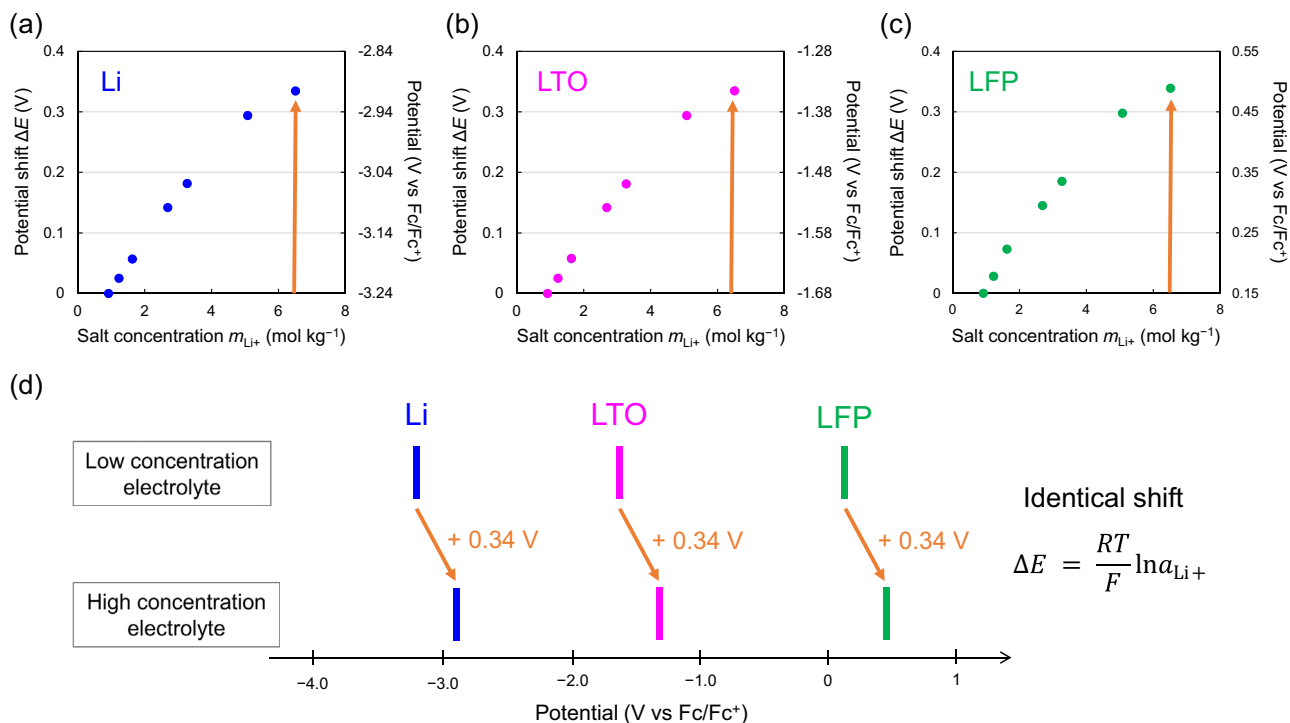 (a)
Li
Potential shift ΔE (V)
0.4
0.3
0.2
0.1
0
-2.84
-2.94
-3.04
-3.14
-3.24
Potential (V vs Fc/Fc⁺)
0 2 4 6 8
Salt concentration m_Li+ (mol kg⁻¹)
(b)
LTO
Potential shift ΔE (V)
0.4
0.3
0.2
0.1
0
-1.28
-1.38
-1.48
-1.58
-1.68
Potential (V vs Fc/Fc⁺)
0 2 4 6 8
Salt concentration m_Li+ (mol kg⁻¹)
(c)
LFP
Potential shift ΔE (V)
0.4
0.3
0.2
0.1
0
0.55
0.45
0.35
0.25
0.15
Potential (V vs Fc/Fc⁺)
0 2 4 6 8
Salt concentration m_Li+ (mol kg⁻¹)
(d)
Li LTO LFP
Low concentration
electrolyte
+ 0.34 V + 0.34 V + 0.34 V
Identical shift
ΔE = RT/F ln a_Li+
High concentration
electrolyte
−4.0 −3.0 −2.0 −1.0 0 1
Potential (V vs Fc/Fc⁺)